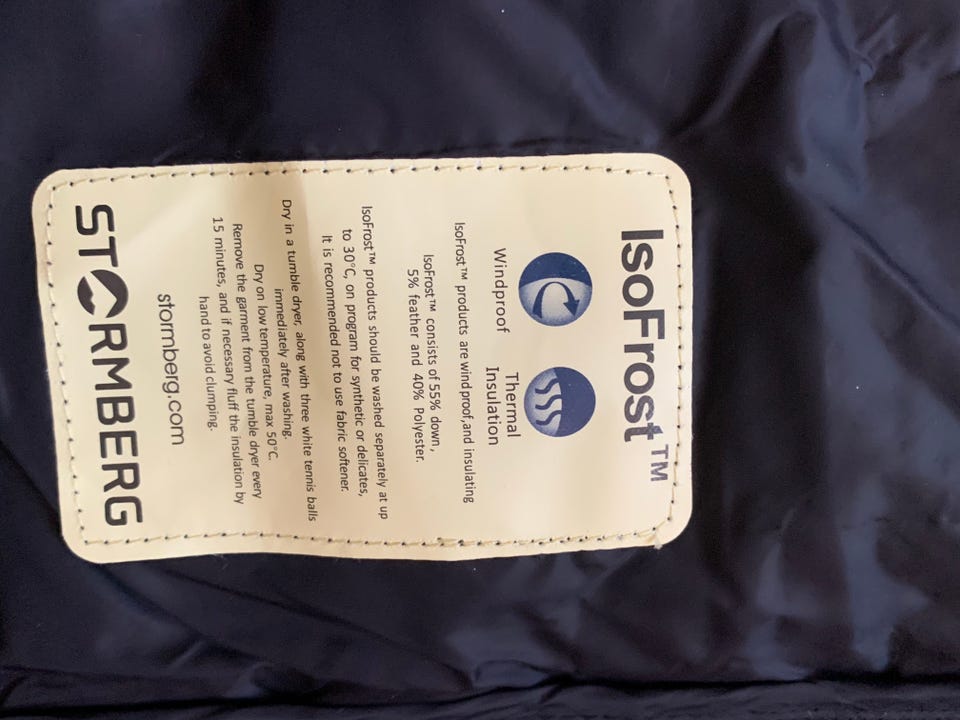 IsoFrost™
Windproof
Thermal
Insulation
IsoFrost™ products are windproof,and insulating
IsoFrost™ consists of 55% down,
5% feather and 40% Polyester.
IsoFrost™ products should be washed separately at up
to 30°C, on program for synthetic or delicates,
It is recommended not to use fabric softener.
Dry in a tumble dryer, along with three white tennis balls
immediately after washing.
Dry on low temperature, max 50°C.
Remove the garment from the tumble dryer every
15 minutes, and if necessary fluff the insulation by
hand to avoid clumping.
stormberg.com
STORMBERG